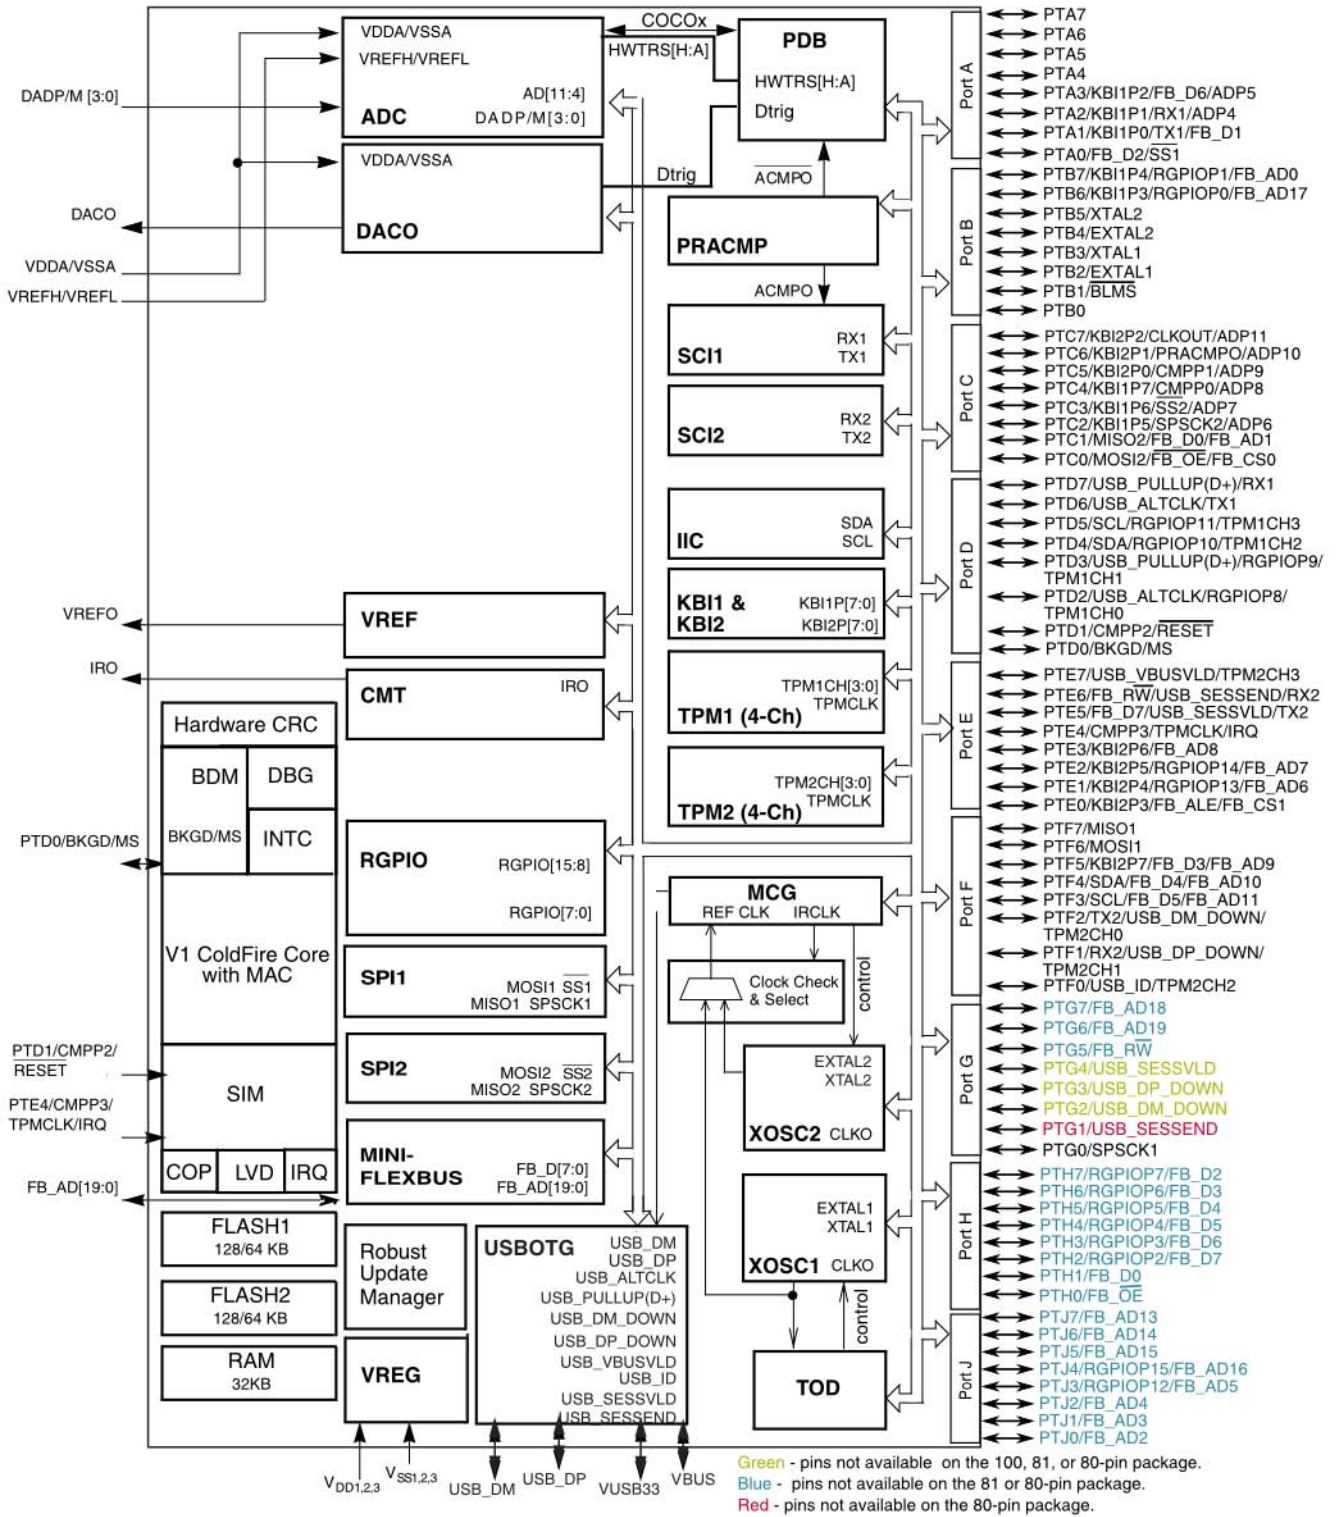 DADP/M [3:0]
DACO
VDDA/VSSA
VREFH/VREFL
VREFO
IRO
PTD0/BKGD/MS
PTD1/CMPP2/
RESET
PTE4/CMPP3/
TPMCLK/IRQ
FB_AD[19:0]
VDDA/VSSA
VREFH/VREFL
AD[11:4]
DADP/M[3:0]
ADC
VDDA/VSSA
DACO
COCOx
HWTRS[H:A]
Dtrig
PDB
HWTRS[H:A]
Dtrig
ACMPO
PRACMP
ACMPO
RX1
SCI1
TX1
RX2
SCI2
TX2
SDA
IIC
SCL
KBI1 &
KBI1P[7:0]
KBI2
KBI2P[7:0]
TPM1CH[3:0]
TPMCLK
TPM1 (4-Ch)
TPM2CH[3:0]
TPMCLK
TPM2 (4-Ch)
VREF
CMT
IRO
Hardware CRC
BDM
DBG
BKGD/MS
INTC
V1 ColdFire Core
with MAC
SIM
COP
LVD
IRQ
FLASH1
128/64 KB
FLASH2
128/64 KB
RAM
32KB
RGPIO
RGPIO[15:8]
RGPIO[7:0]
SPI1
MOSI1 SS1
MISO1 SPSCK1
SPI2
MOSI2 SS2
MISO2 SPSCK2
MINI-
FLEXBUS
FB_D[7:0]
FB_AD[19:0]
Robust
Update
Manager
VREG
USBOTG
USB_DM
USB_DP
USB_ALTCLK
USB_PULLUP(D+)
USB_DM_DOWN
USB_DP_DOWN
USB_VBUSVLD
USB_ID
USB_SESSVLD
USB_SESSEND
MCG
REF CLK
IRCLK
Clock Check
& Select
control
EXTAL2
XTAL2
XOSC2
CLKO
EXTAL1
XTAL1
XOSC1
CLKO
control
TOD
VDD1,2,3
VSS1,2,3
USB_DM
USB_DP
VUSB33
VBUS
Port A
PTA7
PTA6
PTA5
PTA4
PTA3/KBI1P2/FB_D6/ADP5
PTA2/KBI1P1/RX1/ADP4
PTA1/KBI1P0/TX1/FB_D1
PTA0/FB_D2/SS1
Port B
PTB7/KBI1P4/RGPIOP1/FB_AD0
PTB6/KBI1P3/RGPIOP0/FB_AD17
PTB5/XTAL2
PTB4/EXTAL2
PTB3/XTAL1
PTB2/EXTAL1
PTB1/BLMS
PTB0
Port C
PTC7/KBI2P2/CLKOUT/ADP11
PTC6/KBI2P1/PRACMPO/ADP10
PTC5/KBI2P0/CMPP1/ADP9
PTC4/KBI1P7/CMPP0/ADP8
PTC3/KBI1P6/SS2/ADP7
PTC2/KBI1P5/SPSCK2/ADP6
PTC1/MISO2/FB_D0/FB_AD1
PTC0/MOSI2/FB_OE/FB_CS0
Port D
PTD7/USB_PULLUP(D+)/RX1
PTD6/USB_ALTCLK/TX1
PTD5/SCL/RGPIOP11/TPM1CH3
PTD4/SDA/RGPIOP10/TPM1CH2
PTD3/USB_PULLUP(D+)/RGPIOP9/
TPM1CH1
PTD2/USB_ALTCLK/RGPIOP8/
TPM1CH0
PTD1/CMPP2/RESET
PTD0/BKGD/MS
Port E
PTE7/USB_VBUSVLD/TPM2CH3
PTE6/FB_RW/USB_SESSEND/RX2
PTE5/FB_D7/USB_SESSVLD/TX2
PTE4/CMPP3/TPMCLK/IRQ
PTE3/KBI2P6/FB_AD8
PTE2/KBI2P5/RGPIOP14/FB_AD7
PTE1/KBI2P4/RGPIOP13/FB_AD6
PTE0/KBI2P3/FB_ALE/FB_CS1
Port F
PTF7/MISO1
PTF6/MOSI1
PTF5/KBI2P7/FB_D3/FB_AD9
PTF4/SDA/FB_D4/FB_AD10
PTF3/SCL/FB_D5/FB_AD11
PTF2/TX2/USB_DM_DOWN/
TPM2CH0
PTF1/RX2/USB_DP_DOWN/
TPM2CH1
PTF0/USB_ID/TPM2CH2
Port G
PTG7/FB_AD18
PTG6/FB_AD19
PTG5/FB_RW
PTG4/USB_SESSVLD
PTG3/USB_DP_DOWN
PTG2/USB_DM_DOWN
PTG1/USB_SESSEND
PTG0/SPSCK1
Port H
PTH7/RGPIOP7/FB_D2
PTH6/RGPIOP6/FB_D3
PTH5/RGPIOP5/FB_D4
PTH4/RGPIOP4/FB_D5
PTH3/RGPIOP3/FB_D6
PTH2/RGPIOP2/FB_D7
PTH1/FB_D0
PTH0/FB_OE
Port J
PTJ7/FB_AD13
PTJ6/FB_AD14
PTJ5/FB_AD15
PTJ4/RGPIOP15/FB_AD16
PTJ3/RGPIOP12/FB_AD5
PTJ2/FB_AD4
PTJ1/FB_AD3
PTJ0/FB_AD2
Green - pins not available on the 100, 81, or 80-pin package.
Blue - pins not available on the 81 or 80-pin package.
Red - pins not available on the 80-pin package.